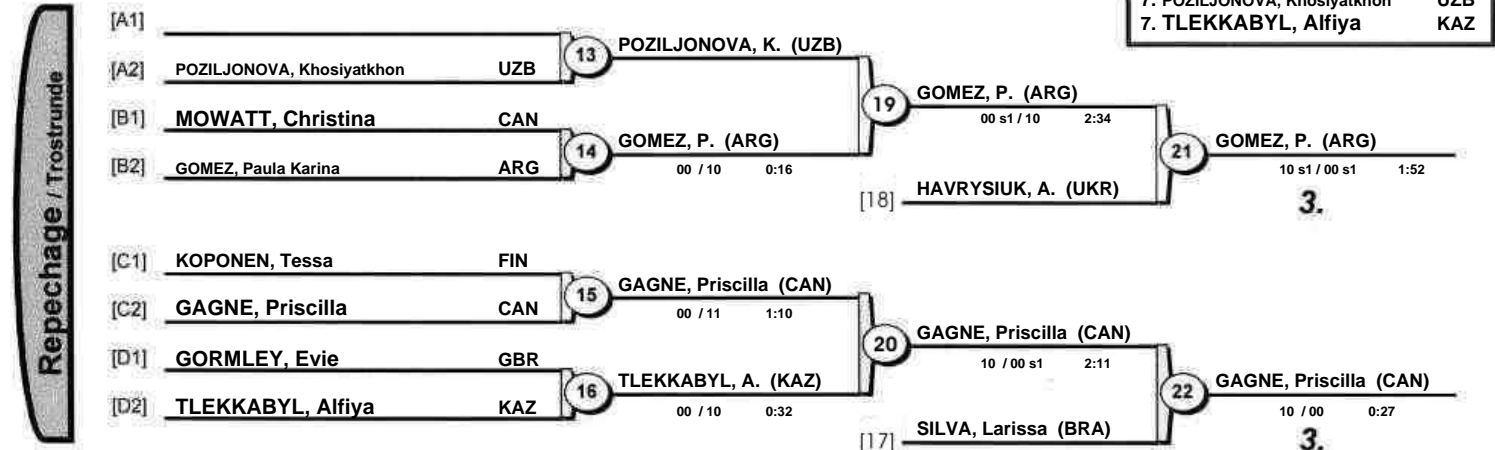 7. POZILJONOVA, Khosiyatkhon UZB
7. TLEKKABYL, Alfiya KAZ
Repechage / Trostrunde
[A1]
[A2] POZILJONOVA, Khosiyatkhon UZB
13 POZILJONOVA, K. (UZB)
[B1] MOWATT, Christina CAN
[B2] GOMEZ, Paula Karina ARG
14 GOMEZ, P. (ARG)
00 / 10 0:16
19 GOMEZ, P. (ARG)
00 s1 / 10 2:34
[18] HAVRYSIUK, A. (UKR)
21 GOMEZ, P. (ARG)
10 s1 / 00 s1 1:52
3.
[C1] KOPONEN, Tessa FIN
[C2] GAGNE, Priscilla CAN
15 GAGNE, Priscilla (CAN)
00 / 11 1:10
[D1] GORMLEY, Evie GBR
[D2] TLEKKABYL, Alfiya KAZ
16 TLEKKABYL, A. (KAZ)
00 / 10 0:32
20 GAGNE, Priscilla (CAN)
10 / 00 s1 2:11
[17] SILVA, Larissa (BRA)
22 GAGNE, Priscilla (CAN)
10 / 00 0:27
3.